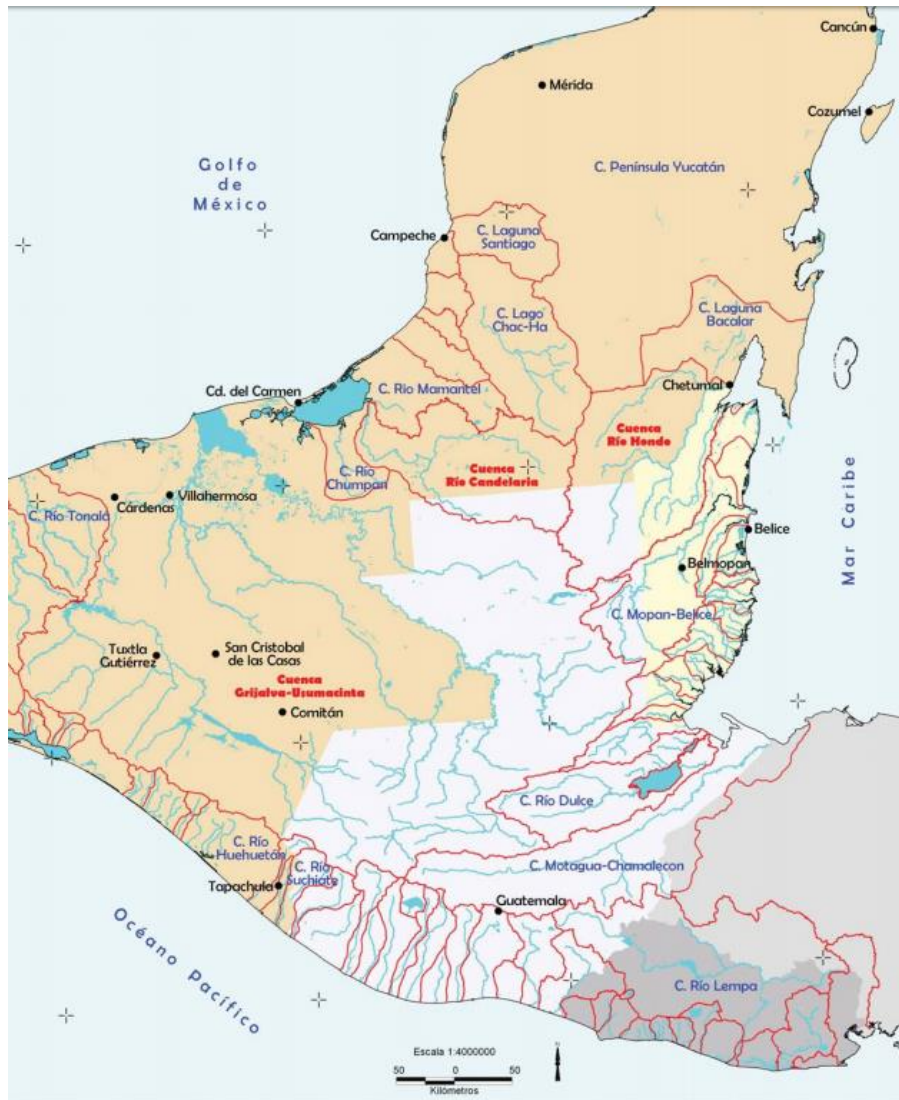 Cancún
Mérida
Cozumel
Golfo
de
México
C. Península Yucatán
Campeche
C. Laguna
Santiago
C. Lago
Chac-Ha
C. Laguna
Bacalar
Cd. del Carmen
C. Río Mamantel
Chetumal
Cuenca
Río Hondo
Cuenca
Río Candelaria
C. Río
Chumpan
Mar Caribe
Villahermosa
Cárdenas
C. Río Tonalá
Belice
Belmopan
C. Mopan-Belice
Tuxtla
Gutiérrez
San Cristobal
de las Casas
Cuenca
Grijalva-Usumacinta
Comitán
C. Río Dulce
C. Río
Huehuetán
C. Río
Suchiate
C. Motagua-Chamalecon
Tapachula
Guatemala
Océano Pacífico
C. Río Lempa
Escala 1:4000000
50 0 50
Kilómetros